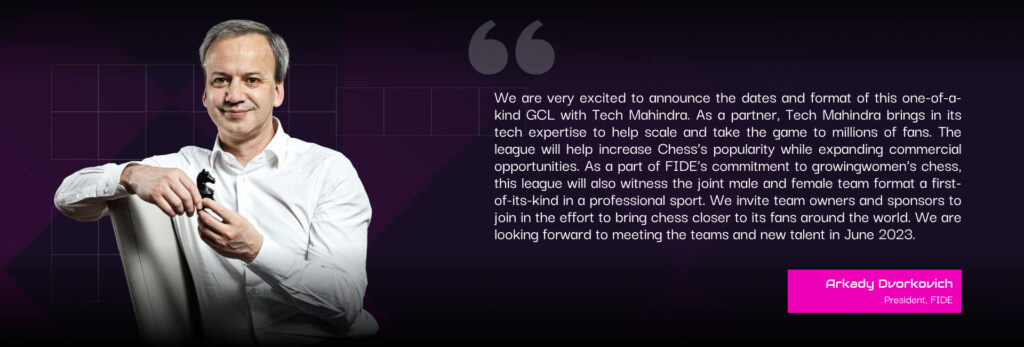 We are very excited to announce the dates and format of this one-of-a-
kind GCL with Tech Mahindra. As a partner, Tech Mahindra brings in its
tech expertise to help scale and take the game to millions of fans. The
league will help increase Chess's popularity while expanding commercial
opportunities. As a part of FIDE's commitment to growingwomen's chess,
this league will also witness the joint male and female team format a first-
of-its-kind in a professional sport. We invite team owners and sponsors to
join in the effort to bring chess closer to its fans around the world. We are
looking forward to meeting the teams and new talent in June 2023.
Arkady Dvorkovich
President, FIDE